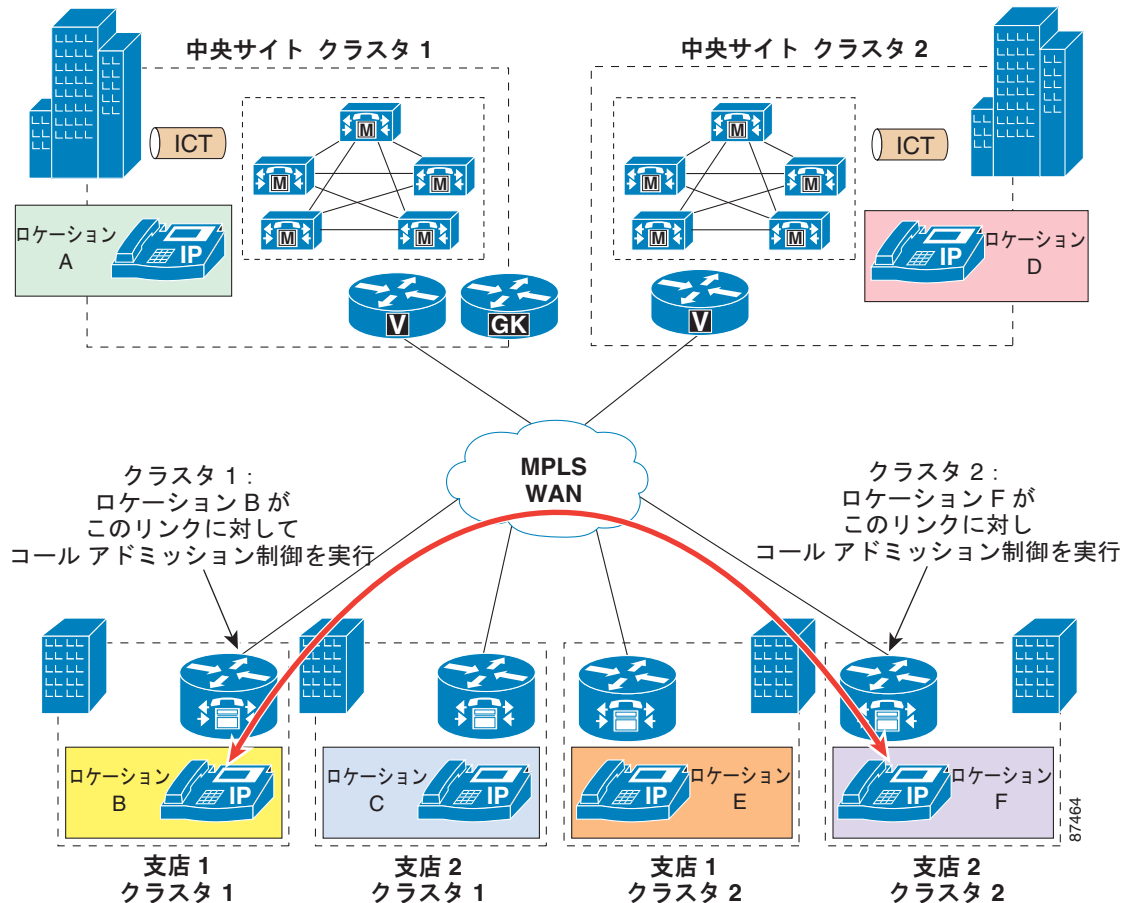 中央サイト クラスタ 1
中央サイト クラスタ 2
ICT
M
M
M
M
M
M
M
M
M
M
ICT
ロケーション
A
IP
IP
ロケーション
D
V
GK
V
MPLS
WAN
クラスタ 1：
ロケーション B が
このリンクに対して
コール アドミッション制御を実行
クラスタ 2：
ロケーション F が
このリンクに対し
コール アドミッション制御を実行
ロケーション
B
IP
ロケーション
C
IP
IP
ロケーション
E
IP
ロケーション
F
87464
支店 1
クラスタ 1
支店 2
クラスタ 1
支店 1
クラスタ 2
支店 2
クラスタ 2